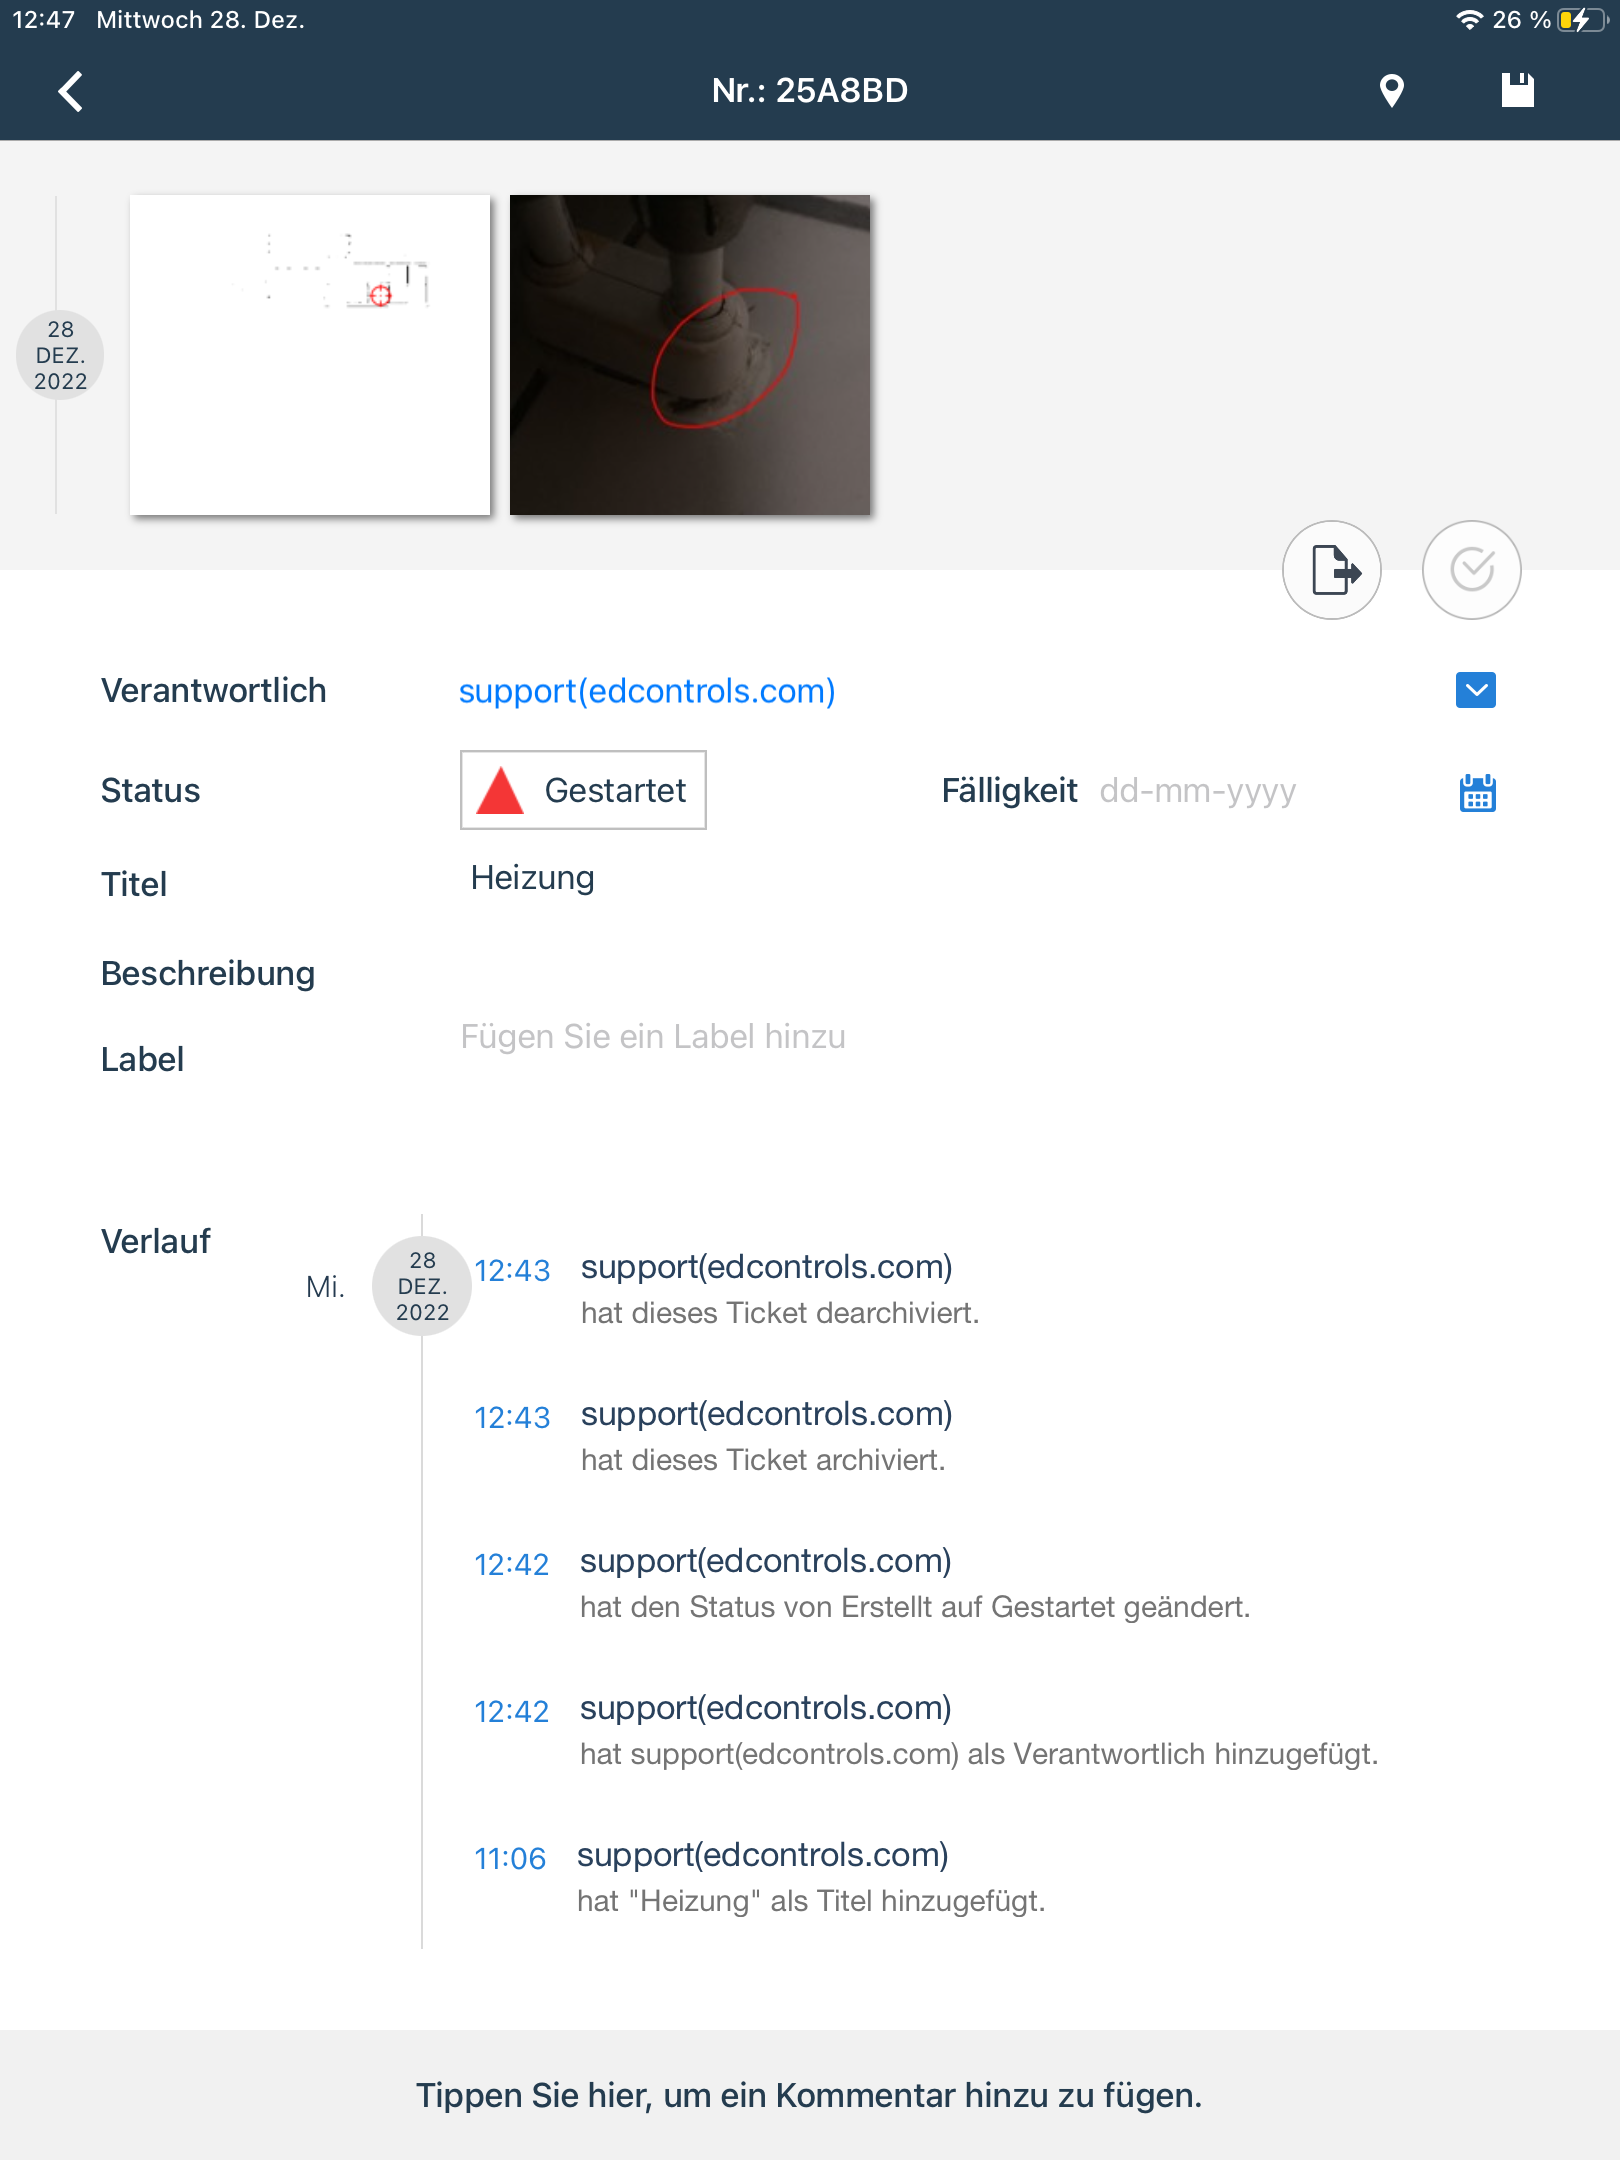 12:47 Mittwoch 28. Dez.
26 %
Nr.: 25A8BD
28
DEZ.
2022
Verantwortlich support(edcontrols.com)
Status Gestartet Fälligkeit dd-mm-yyyy
Titel Heizung
Beschreibung
Label Fügen Sie ein Label hinzu
Verlauf
Mi.
28
DEZ.
2022
12:43 support(edcontrols.com)
hat dieses Ticket dearchiviert.
12:43 support(edcontrols.com)
hat dieses Ticket archiviert.
12:42 support(edcontrols.com)
hat den Status von Erstellt auf Gestartet geändert.
12:42 support(edcontrols.com)
hat support(edcontrols.com) als Verantwortlich hinzugefügt.
11:06 support(edcontrols.com)
hat "Heizung" als Titel hinzugefügt.
Tippen Sie hier, um ein Kommentar hinzu zu fügen.